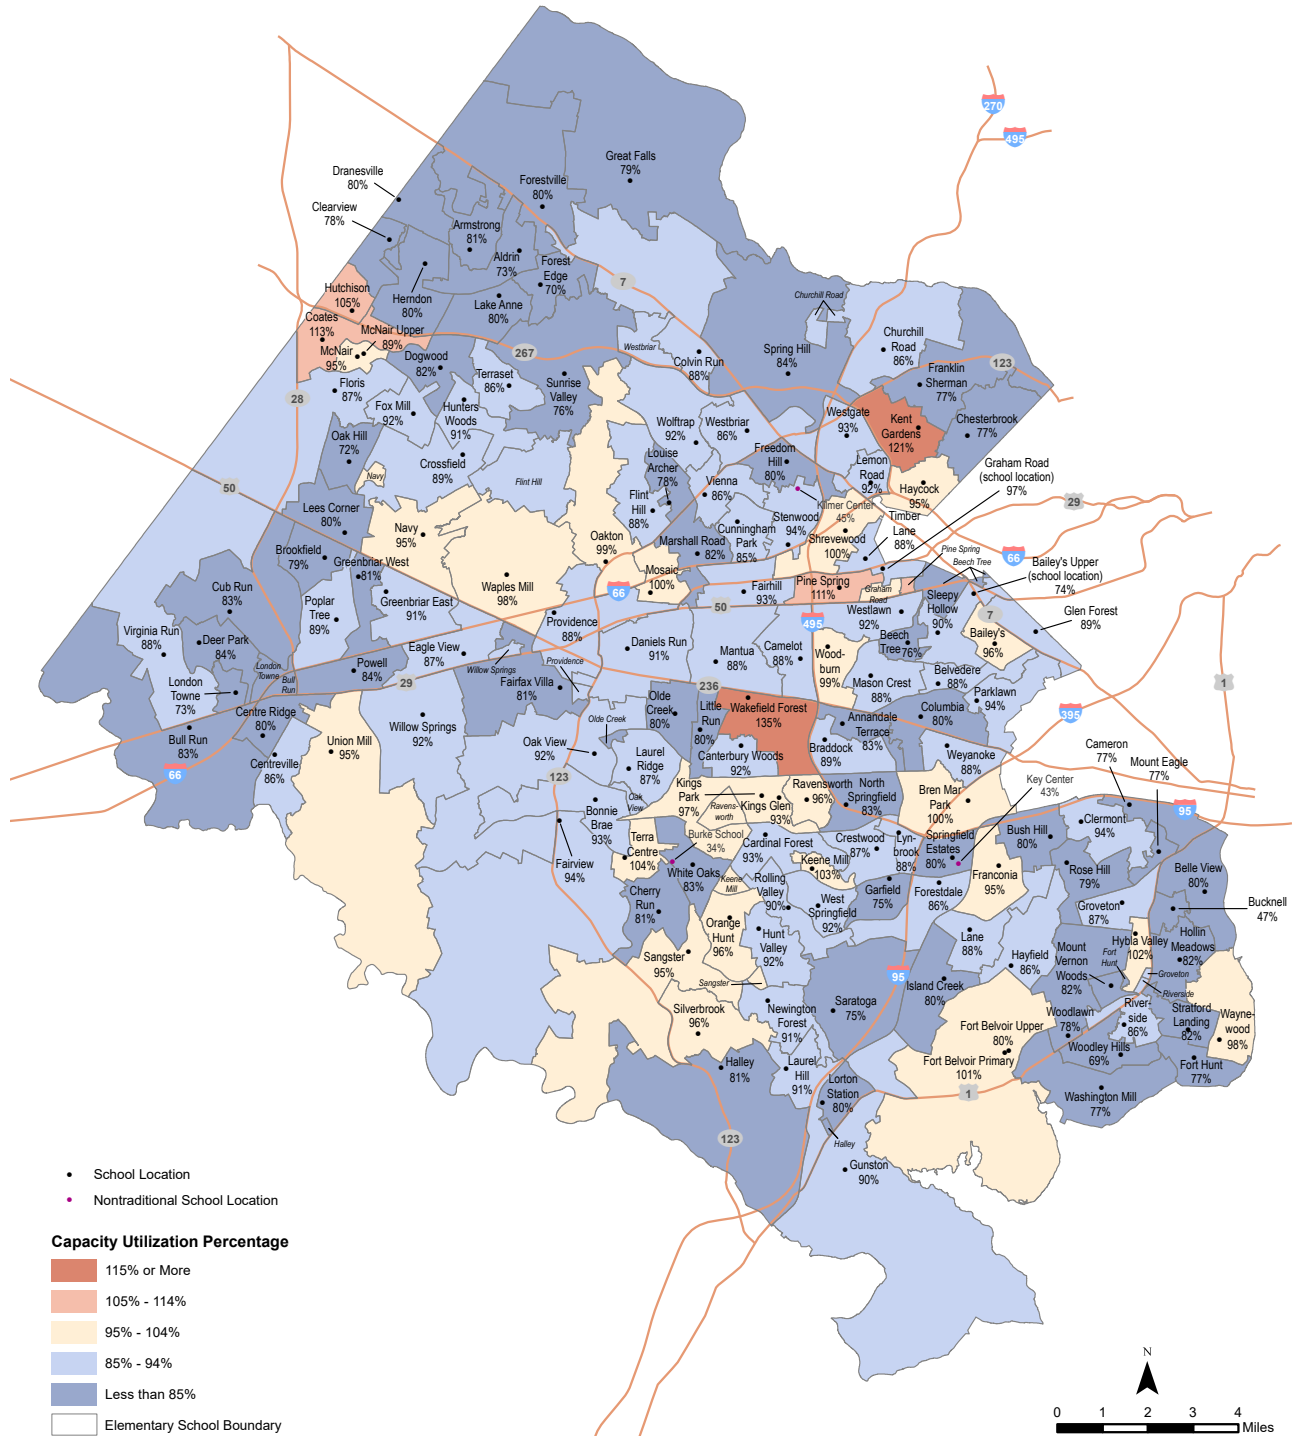 270
495
Great Falls
79%
Dranesville
80%
Forestville
80%
Clearview
78%
Armstrong
81%
Aldrin
73%
Forest
Edge
70%
7
Hutchison
105%
Herndon
80%
Lake Anne
80%
Churchill Road
Coates
113%
McNair Upper
89%
McNair
95%
Dogwood
82%
267
Westbriar
Colvin Run
88%
Spring Hill
84%
Churchill
Road
86%
Franklin
Sherman
77%
123
Floris
87%
Terraset
86%
Sunrise
Valley
76%
28
Fox Mill
92%
Hunters
Woods
91%
Wolftrap
92%
Westbriar
86%
Westgate
93%
Kent
Gardens
121%
Chesterbrook
77%
Oak Hill
72%
Crossfield
89%
Navy
Flint Hill
Louise
Archer
78%
Freedom
Hill
80%
Lemon
Road
92%
Graham Road
(school location)
97%
50
Vienna
86%
Haycock
95%
29
Lees Corner
80%
Navy
95%
Flint
Hill
88%
Kilmer Center
45%
Timber
Lane
88%
Oakton
99%
Stenwood
94%
Cunningham
Park
85%
Marshall Road
82%
Shrevewood
100%
66
Pine Spring
Beech Tree
Brookfield
79%
Greenbriar West
81%
Waples Mill
98%
Mosaic
100%
Bailey's Upper
(school location)
74%
66
Fairhill
93%
Pine Spring
111%
Graham
Road
Cub Run
83%
Poplar
Tree
89%
Greenbriar East
91%
50
Westlawn
92%
Sleepy
Hollow
90%
7
Glen Forest
89%
Virginia Run
88%
Deer Park
84%
Providence
88%
495
Daniels Run
91%
Mantua
88%
Camelot
88%
Wood-
burn
99%
Beech
Tree
76%
Bailey's
96%
Eagle View
87%
London
Towne
Bull
Run
Powell
84%
Willow Springs
Providence
29
Fairfax Villa
81%
236
Mason Crest
88%
Belvedere
88%
1
London
Towne
73%
Parklawn
94%
Centre Ridge
80%
Willow Springs
92%
Olde
Creek
80%
Olde Creek
Little
Run
80%
Wakefield Forest
135%
Annandale
Terrace
83%
Columbia
80%
395
Bull Run
83%
66
Centreville
86%
Union Mill
95%
Oak View
92%
Laurel
Ridge
87%
Canterbury Woods
92%
Braddock
89%
Weyanoke
88%
Cameron
77%
Mount Eagle
77%
123
Key Center
43%
Kings
Park
97%
Ravens-
worth
Kings Glen
93%
Ravensworth
96%
North
Springfield
83%
Bren Mar
Park
100%
Oak
View
95
Bonnie
Brae
93%
Terra
Centre
104%
Burke School
34%
Cardinal Forest
93%
Crestwood
87%
Lyn-
brook
88%
Springfield
Estates
80%
Bush Hill
80%
Clermont
94%
Fairview
94%
White Oaks
83%
Keene
Mill
Keene Mill
103%
Franconia
95%
Rose Hill
79%
Belle View
80%
Cherry
Run
81%
Rolling
Valley
90%
Garfield
75%
Forestdale
86%
Bucknell
47%
West
Springfield
92%
Groveton
87%
Orange
Hunt
96%
Hunt
Valley
92%
Lane
88%
Hybla Valley
102%
Hollin
Meadows
82%
Sangster
95%
Hayfield
86%
Mount
Vernon
Woods
82%
Fort
Hunt
Groveton
Sangster
95
Island Creek
80%
Riverside
Silverbrook
96%
Newington
Forest
91%
Saratoga
75%
Fort Belvoir Upper
80%
Woodlawn
78%
River-
side
86%
Stratford
Landing
82%
Wayne-
wood
98%
Halley
81%
Laurel
Hill
91%
Fort Belvoir Primary
101%
Woodley Hills
69%
Fort Hunt
77%
Lorton
Station
80%
1
Washington Mill
77%
123
Halley
Gunston
90%
School Location
Nontraditional School Location
Capacity Utilization Percentage
115% or More
105% - 114%
95% - 104%
85% - 94%
Less than 85%
Elementary School Boundary
N
0 1 2 3 4
Miles